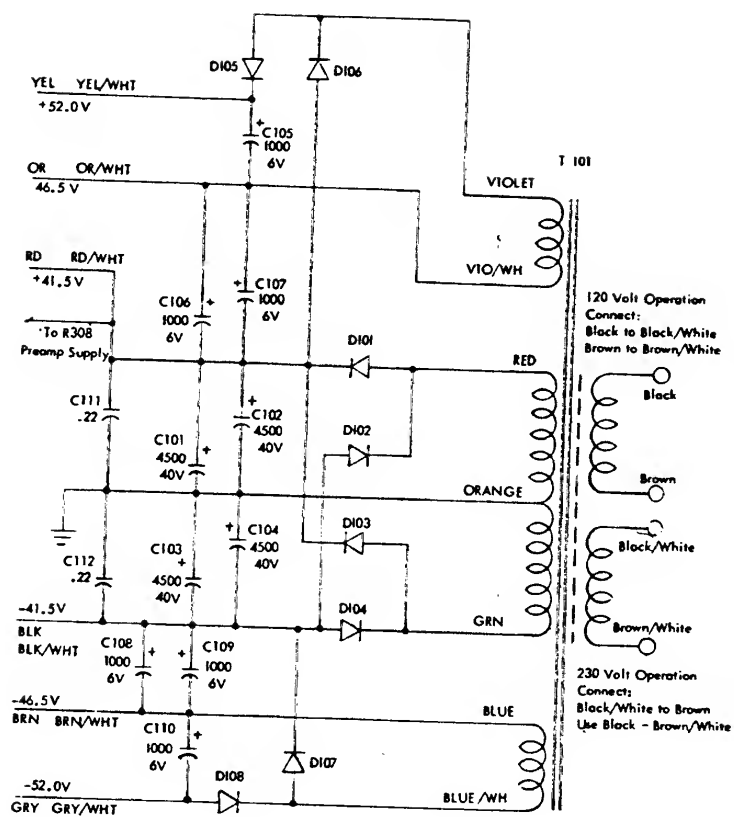 D105
D106
YEL YEL/WHT
+52.0V
+
C105
1000
6V
T 101
OR OR/WHT
46.5 V
VIOLET
RD RD/WHT
+41.5V
C106
1000
6V
+
+
C107
1000
6V
VIO/WH
120 Volt Operation
Connect:
Black to Black/White
Brown to Brown/White
To R308
Preamp Supply
D101
RED
Black
C111
.22
C101
4500
40V
+
+
C102
4500
40V
D102
Brown
ORANGE
C112
.22
C103
4500
40V
+
+
C104
4500
40V
D103
Black/White
D104
GRN
-41.5V
BLK
BLK/WHT
Brown/White
C108
1000
6V
+
+
C109
1000
6V
230 Volt Operation
Connect:
Black/White to Brown
Use Black - Brown/White
-46.5V
BRN BRN/WHT
BLUE
C110
1000
6V
+
D107
D108
-52.0V
GRY GRY/WHT
BLUE/WH